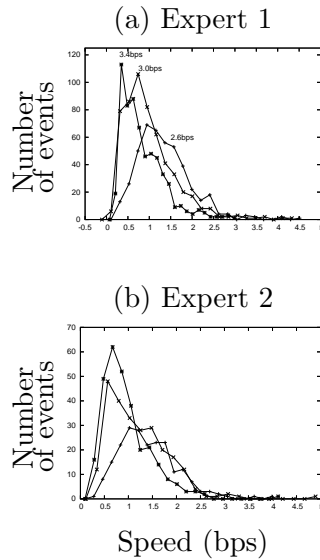 (a) Expert 1
Number
of events
120
100
80
60
40
20
0
3.4bps
3.0bps
2.6bps
-0.5 0 0.5 1 1.5 2 2.5 3 3.5 4 4.5 5
(b) Expert 2
Number
of events
70
60
50
40
30
20
10
0
0 0.5 1 1.5 2 2.5 3 3.5 4 4.5 5
Speed (bps)